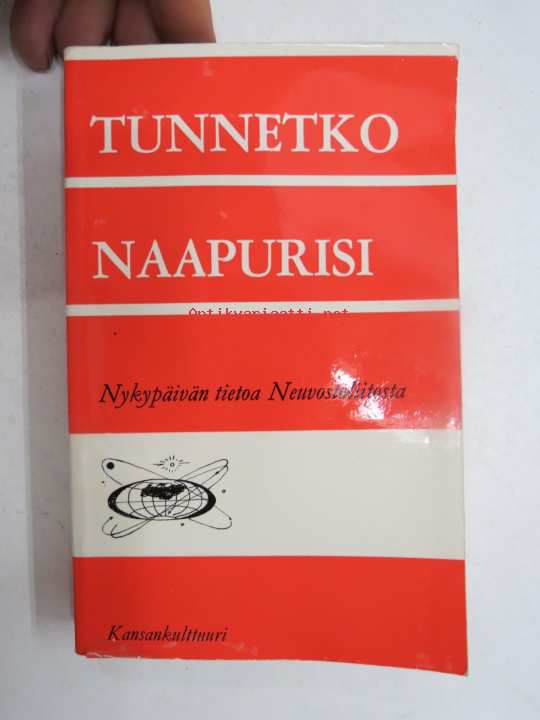 TUNNETKO
NAAPURISI
Antikvariaatti.net
Nykypäivän tietoa Neuvostoliitosta
Kansankulttuuri